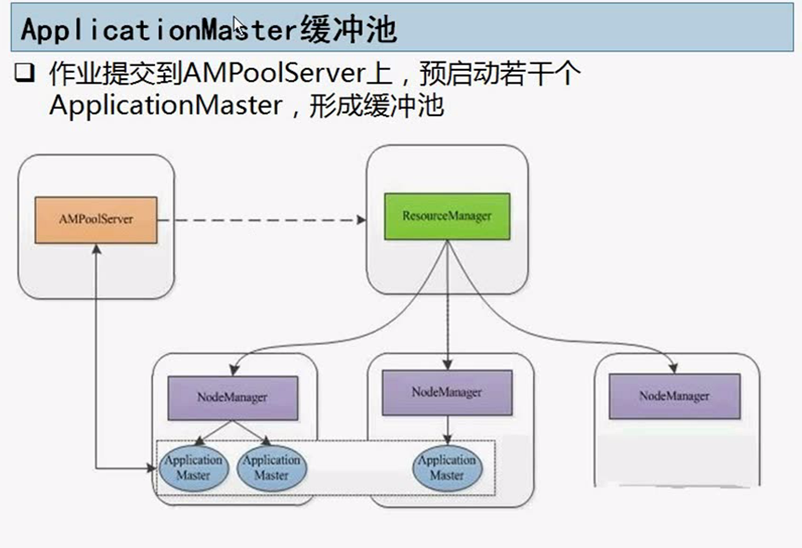 ApplicationMaster缓冲池
作业提交到AMPoolServer上，预启动若干个
ApplicationMaster，形成缓冲池
AMPoolServer
ResourceManager
NodeManager
NodeManager
NodeManager
Application
Master
Application
Master
Application
Master